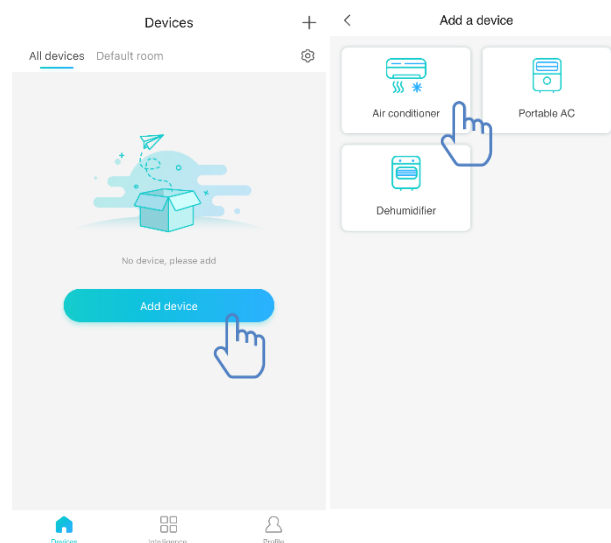 Devices
All devices Default room
No device, please add
Add device
Devices Intelligence Profile
Add a device
Air conditioner Portable AC
Dehumidifier